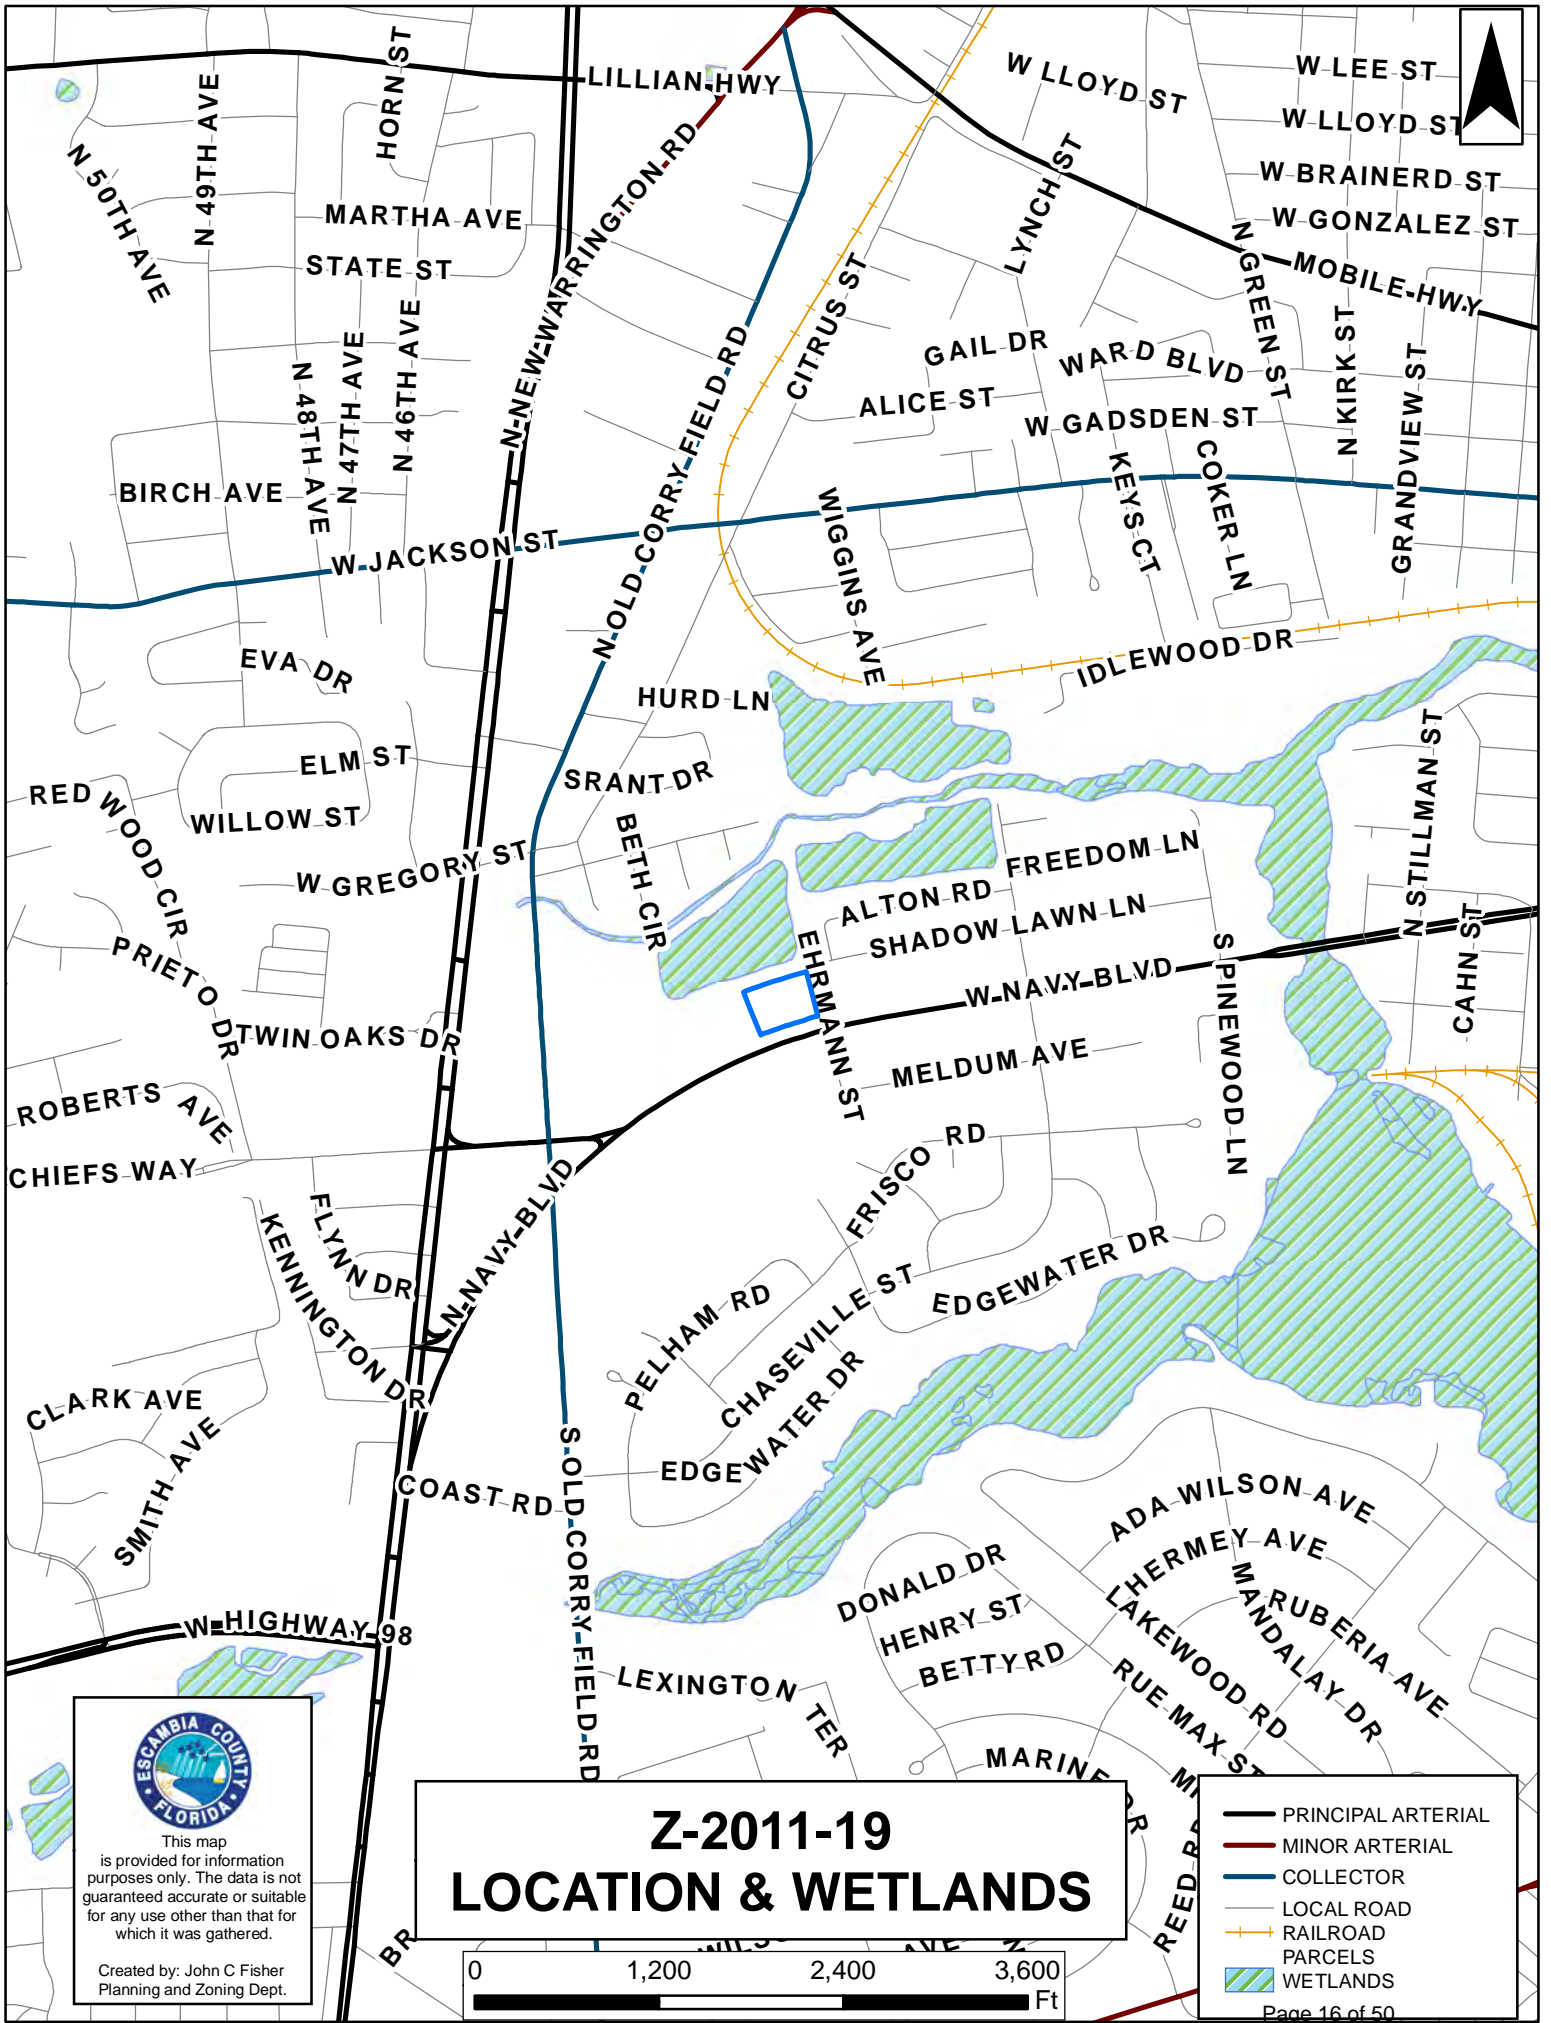 LILLIAN HWY
HORN ST
N 49TH AVE
N 50TH AVE
MARTHA AVE
STATE ST
N 46TH AVE
N 47TH AVE
N 48TH AVE
BIRCH AVE
N NEW WARRINGTON RD
N OLD CORRY FIELD RD
CITRUS ST
W LLOYD ST
LYNCH ST
W LEE ST
W LLOYD ST
W BRAINERD ST
W GONZALEZ ST
MOBILE HWY
N GREEN ST
N KIRK ST
GRANDVIEW ST
GAIL DR
WARD BLVD
ALICE ST
W GADSDEN ST
KEYS CT
COKER LN
WIGGINS AVE
W JACKSON ST
IDLEWOOD DR
EVA DR
HURD LN
ELM ST
SRANT DR
RED WOOD CIR
WILLOW ST
BETH CIR
W GREGORY ST
FREEDOM LN
ALTON RD
SHADOW LAWN LN
N STILLMAN ST
CAHN ST
EHRMANN ST
W NAVY BLVD
S PINEWOOD LN
PRIETO DR
TWIN OAKS DR
MELDUM AVE
ROBERTS AVE
CHIEFS WAY
FRISCO RD
FLYNN DR
KENNINGTON DR
N NAVY BLVD
EDGEWATER DR
PELHAM RD
CHASEVILLE ST
EDGE WATER DR
CLARK AVE
SMITH AVE
COAST RD
S OLD CORRY FIELD RD
ADA WILSON AVE
HERMEY AVE
DONALD DR
HENRY ST
BETTY RD
LAKEWOOD RD
MANDALAY DR
RUBERIA AVE
RUE MAX ST
W HIGHWAY 98
LEXINGTON TER
MARINE DR
MI
REED RD
BR
WILS
AVE
N
ESCAMBIA COUNTY
FLORIDA
This map
is provided for information
purposes only. The data is not
guaranteed accurate or suitable
for any use other than that for
which it was gathered.
Created by: John C Fisher
Planning and Zoning Dept.
Z-2011-19
LOCATION & WETLANDS
0 1,200 2,400 3,600
Ft
PRINCIPAL ARTERIAL
MINOR ARTERIAL
COLLECTOR
LOCAL ROAD
RAILROAD
PARCELS
WETLANDS
Page 16 of 50